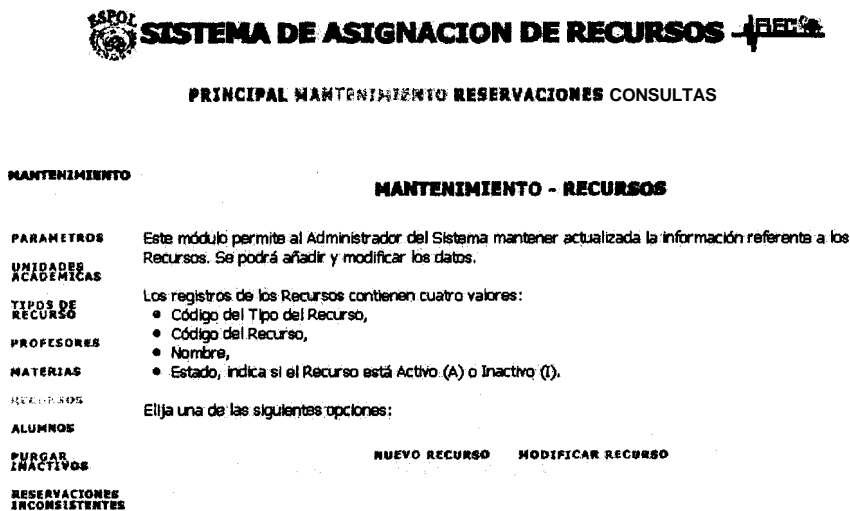 ESPOL
SISTEMA DE ASIGNACION DE RECURSOS
PRINCIPAL MANTENIMIENTO RESERVACIONES CONSULTAS
MANTENIMIENTO
MANTENIMIENTO - RECURSOS
PARAMETROS
UNIDADES
ACADEMICAS
TIPOS DE
RECURSO
PROFESORES
MATERIAS
RECURSOS
ALUMNOS
PURGAR
INACTIVOS
RESERVACIONES
INCONSISTENTES
Este módulo permite al Administrador del Sistema mantener actualizada la información referente a los
Recursos. Se podrá añadir y modificar los datos.
Los registros de los Recursos contienen cuatro valores:
• Código del Tipo del Recurso,
• Código del Recurso,
• Nombre,
• Estado, indica si el Recurso está Activo (A) o Inactivo (I).
Elija una de las siguientes opciones:
NUEVO RECURSO MODIFICAR RECURSO